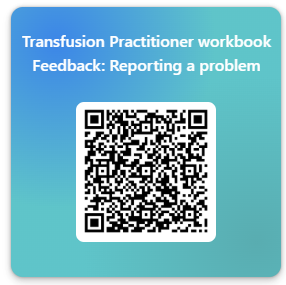 Transfusion Practitioner workbook
Feedback: Reporting a problem